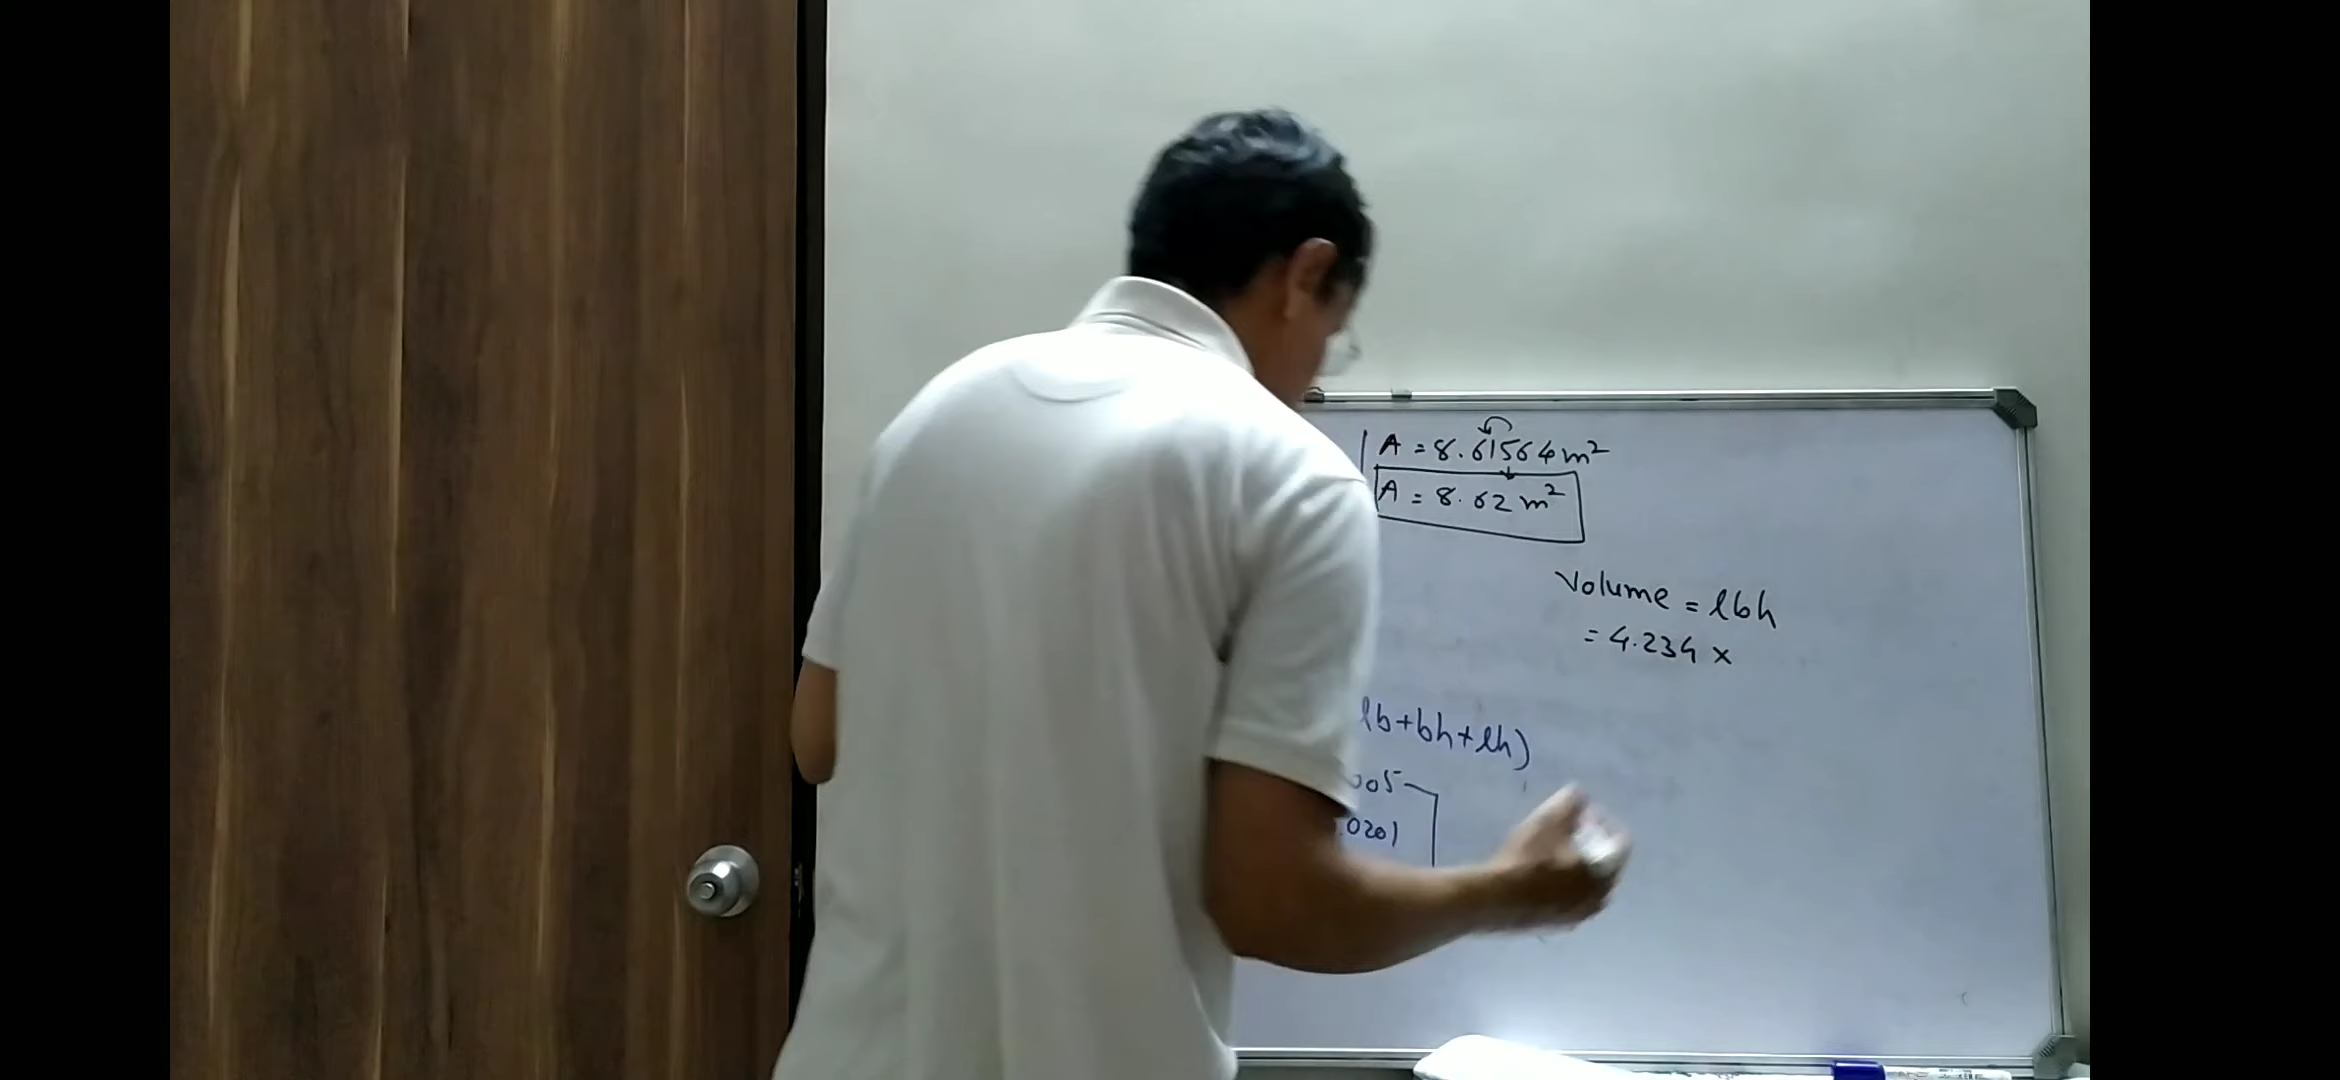 A = 8.61564 m²
A = 8.62 m²
Volume = lbh
= 4.234 ×
lb+bh+lh)
005
.0201